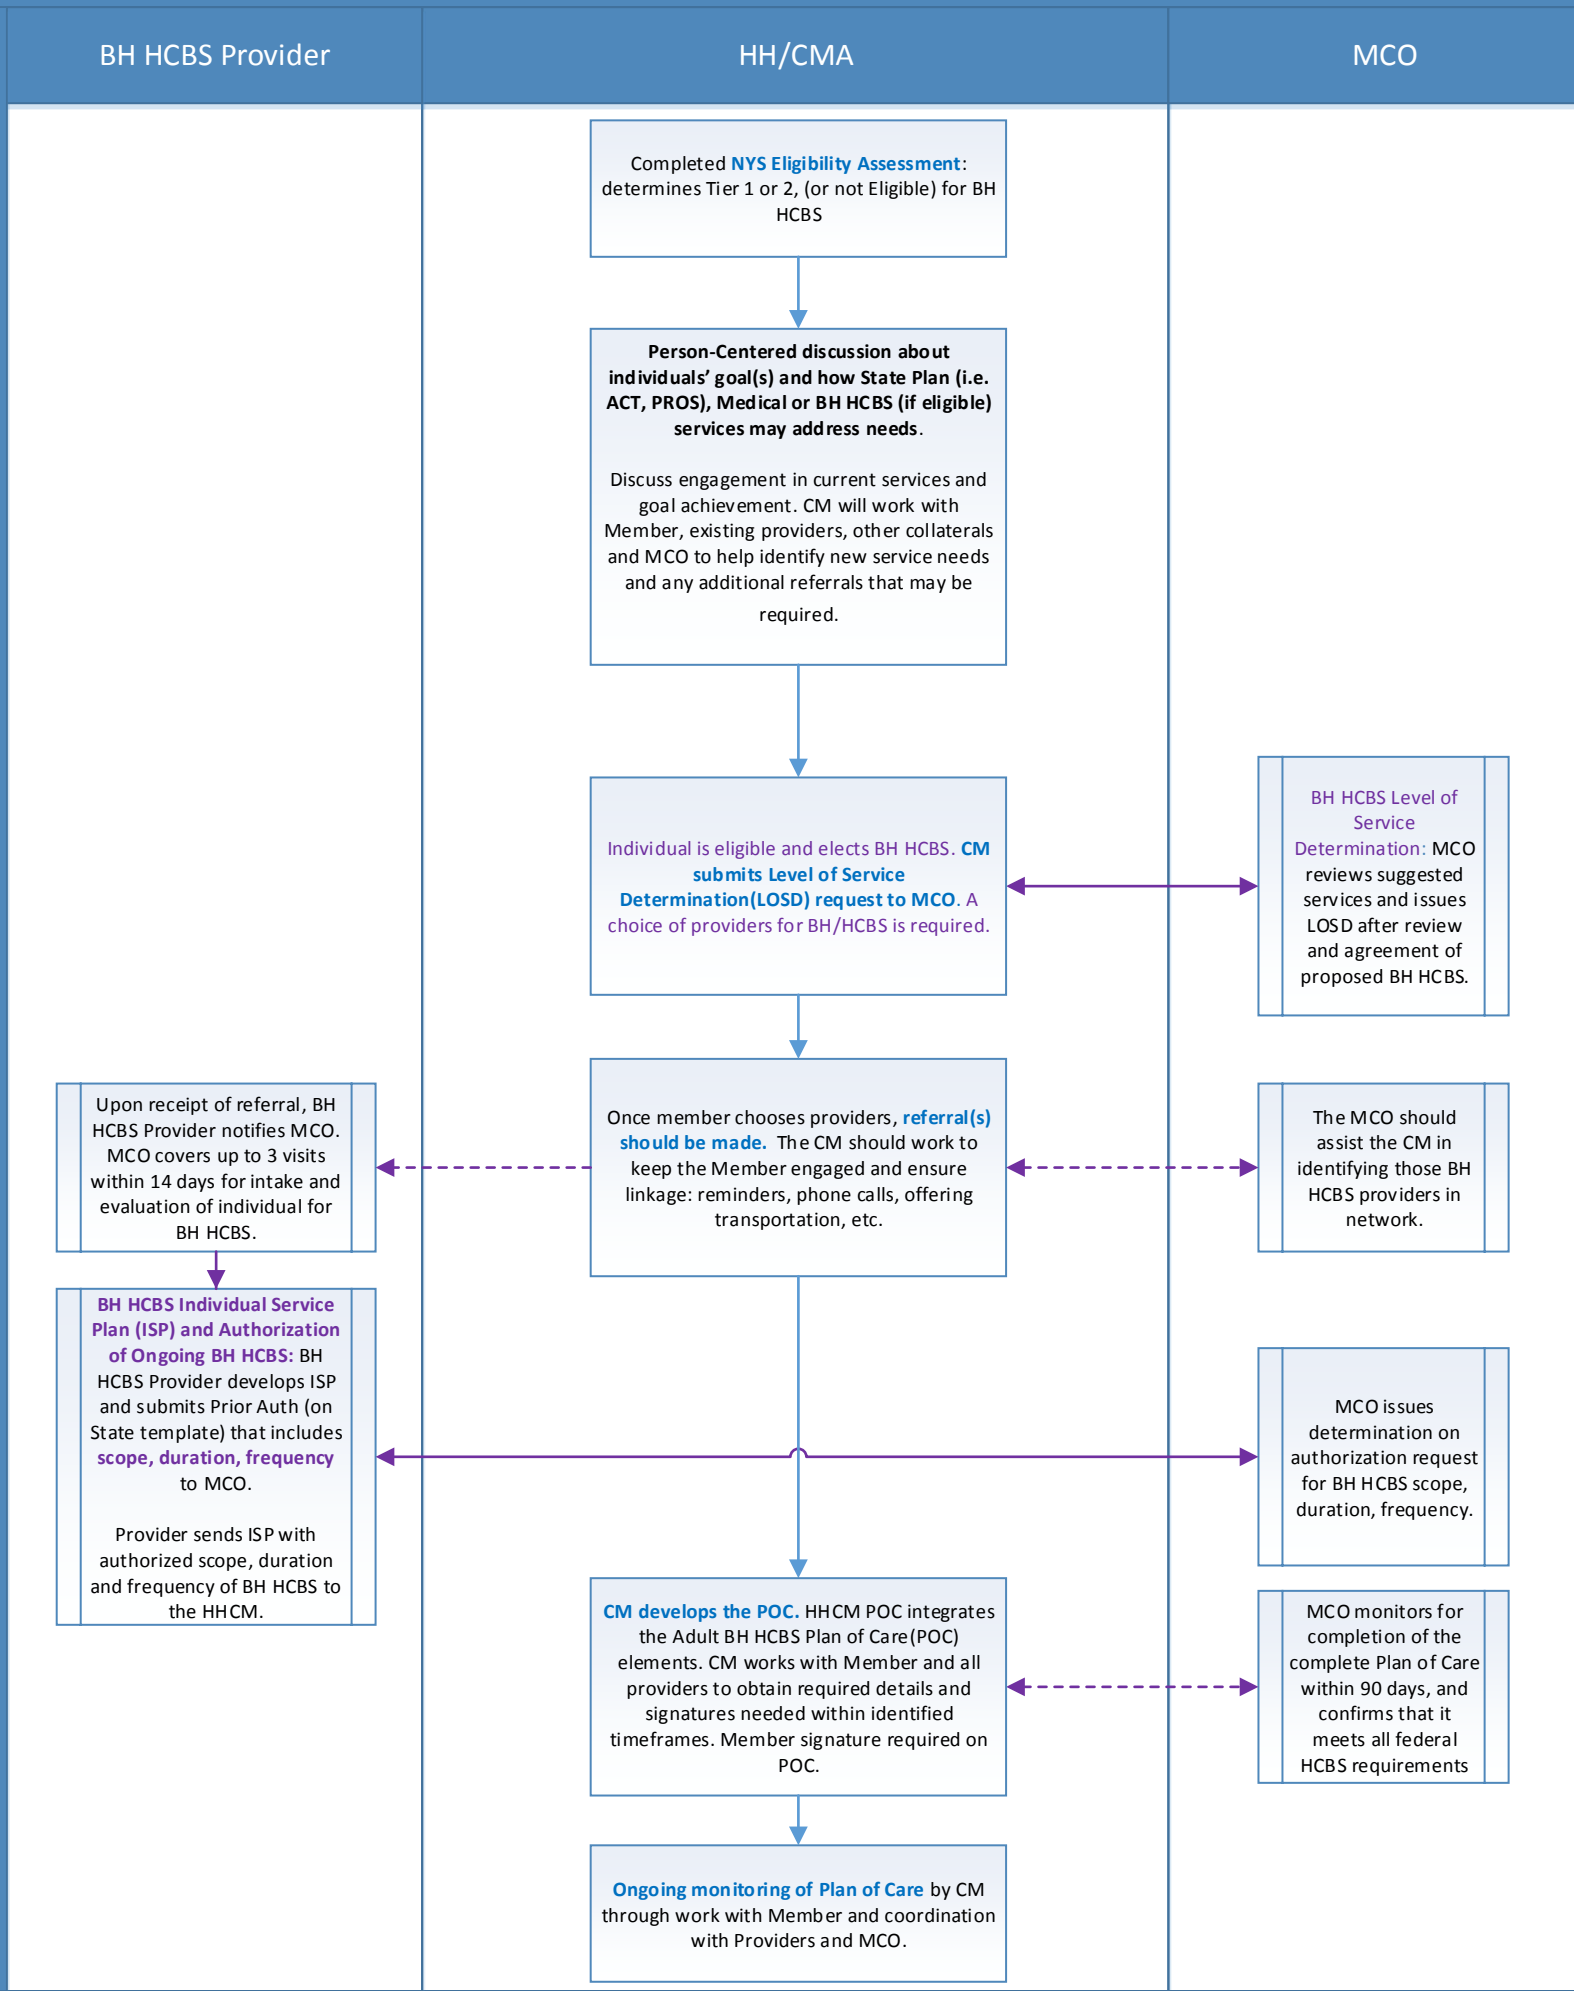 BH HCBS Provider
HH/CMA
MCO
Completed NYS Eligibility Assessment:
determines Tier 1 or 2, (or not Eligible) for BH
HCBS
Person-Centered discussion about
individuals’ goal(s) and how State Plan (i.e.
ACT, PROS), Medical or BH HCBS (if eligible)
services may address needs.
Discuss engagement in current services and
goal achievement. CM will work with
Member, existing providers, other collaterals
and MCO to help identify new service needs
and any additional referrals that may be
required.
Individual is eligible and elects BH HCBS. CM
submits Level of Service
Determination(LOSD) request to MCO. A
choice of providers for BH/HCBS is required.
BH HCBS Level of
Service
Determination: MCO
reviews suggested
services and issues
LOSD after review
and agreement of
proposed BH HCBS.
Upon receipt of referral, BH
HCBS Provider notifies MCO.
MCO covers up to 3 visits
within 14 days for intake and
evaluation of individual for
BH HCBS.
Once member chooses providers, referral(s)
should be made. The CM should work to
keep the Member engaged and ensure
linkage: reminders, phone calls, offering
transportation, etc.
The MCO should
assist the CM in
identifying those BH
HCBS providers in
network.
BH HCBS Individual Service
Plan (ISP) and Authorization
of Ongoing BH HCBS: BH
HCBS Provider develops ISP
and submits Prior Auth (on
State template) that includes
scope, duration, frequency
to MCO.
Provider sends ISP with
authorized scope, duration
and frequency of BH HCBS to
the HHCM.
MCO issues
determination on
authorization request
for BH HCBS scope,
duration, frequency.
CM develops the POC. HHCM POC integrates
the Adult BH HCBS Plan of Care(POC)
elements. CM works with Member and all
providers to obtain required details and
signatures needed within identified
timeframes. Member signature required on
POC.
MCO monitors for
completion of the
complete Plan of Care
within 90 days, and
confirms that it
meets all federal
HCBS requirements
Ongoing monitoring of Plan of Care by CM
through work with Member and coordination
with Providers and MCO.